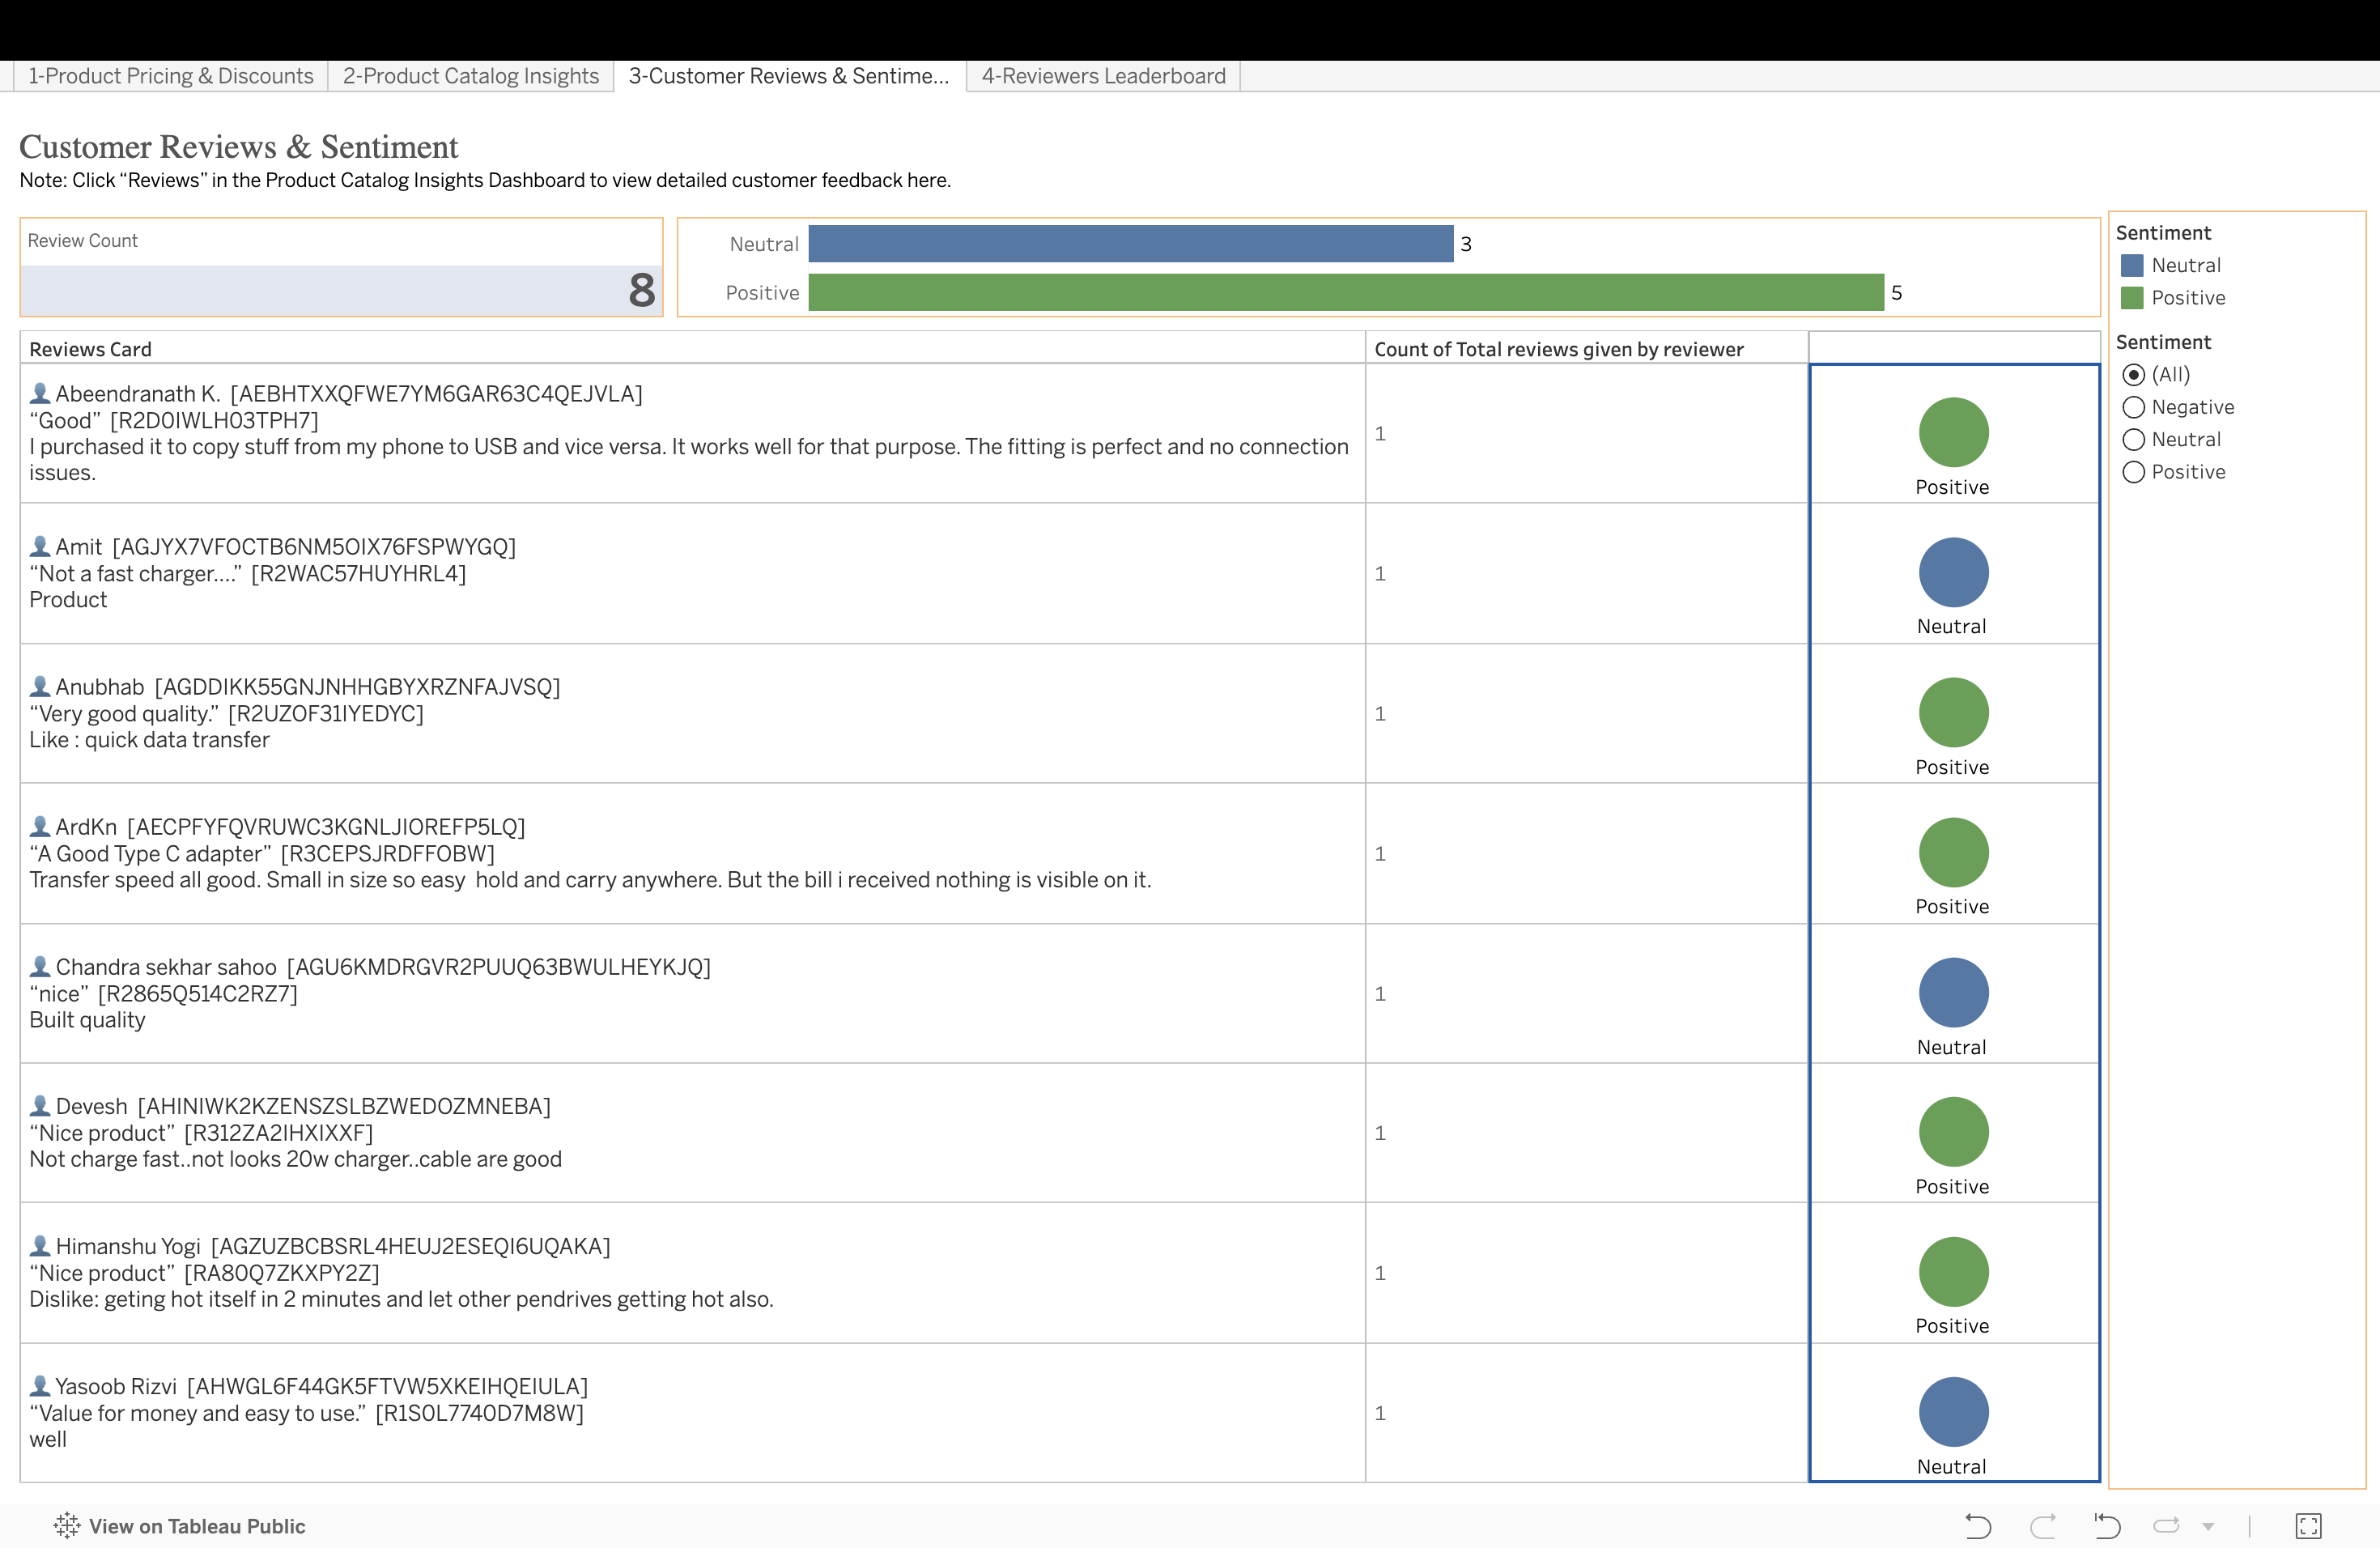 1-Product Pricing & Discounts
2-Product Catalog Insights
3-Customer Reviews & Sentime...
4-Reviewers Leaderboard
Customer Reviews & Sentiment
Note: Click “Reviews” in the Product Catalog Insights Dashboard to view detailed customer feedback here.
Review Count
8
Neutral 3
Positive 5
Sentiment
Neutral
Positive
Sentiment
(All)
Negative
Neutral
Positive
Reviews Card
Count of Total reviews given by reviewer
Abeendranath K. [AEBHTXXQFWE7YM6GAR63C4QEJVLA]
“Good” [R2D0IWLH03TPH7]
I purchased it to copy stuff from my phone to USB and vice versa. It works well for that purpose. The fitting is perfect and no connection
issues.
1
Positive
Amit [AGJYX7VFOCTB6NM5OIX76FSPWYGQ]
“Not a fast charger....” [R2WAC57HUYHRL4]
Product
1
Neutral
Anubhab [AGDDIKK55GNJNHHGBYXRZNFAJVSQ]
“Very good quality.” [R2UZOF31IYEDYC]
Like : quick data transfer
1
Positive
ArdKn [AECPFYFQVRUWC3KGNLJIOREFP5LQ]
“A Good Type C adapter” [R3CEPSJRDFFOBW]
Transfer speed all good. Small in size so easy  hold and carry anywhere. But the bill i received nothing is visible on it.
1
Positive
Chandra sekhar sahoo [AGU6KMDRGVR2PUUQ63BWULHEYKJQ]
“nice” [R2865Q514C2RZ7]
Built quality
1
Neutral
Devesh [AHINIWK2KZENSZSLBZWEDOZMNEBA]
“Nice product” [R312ZA2IHXIXXF]
Not charge fast..not looks 20w charger..cable are good
1
Positive
Himanshu Yogi [AGZUZBCBSRL4HEUJ2ESEQI6UQAKA]
“Nice product” [RA80Q7ZKXPY2Z]
Dislike: geting hot itself in 2 minutes and let other pendrives getting hot also.
1
Positive
Yasoob Rizvi [AHWGL6F44GK5FTVW5XKEIHQEIULA]
“Value for money and easy to use.” [R1S0L7740D7M8W]
well
1
Neutral
View on Tableau Public